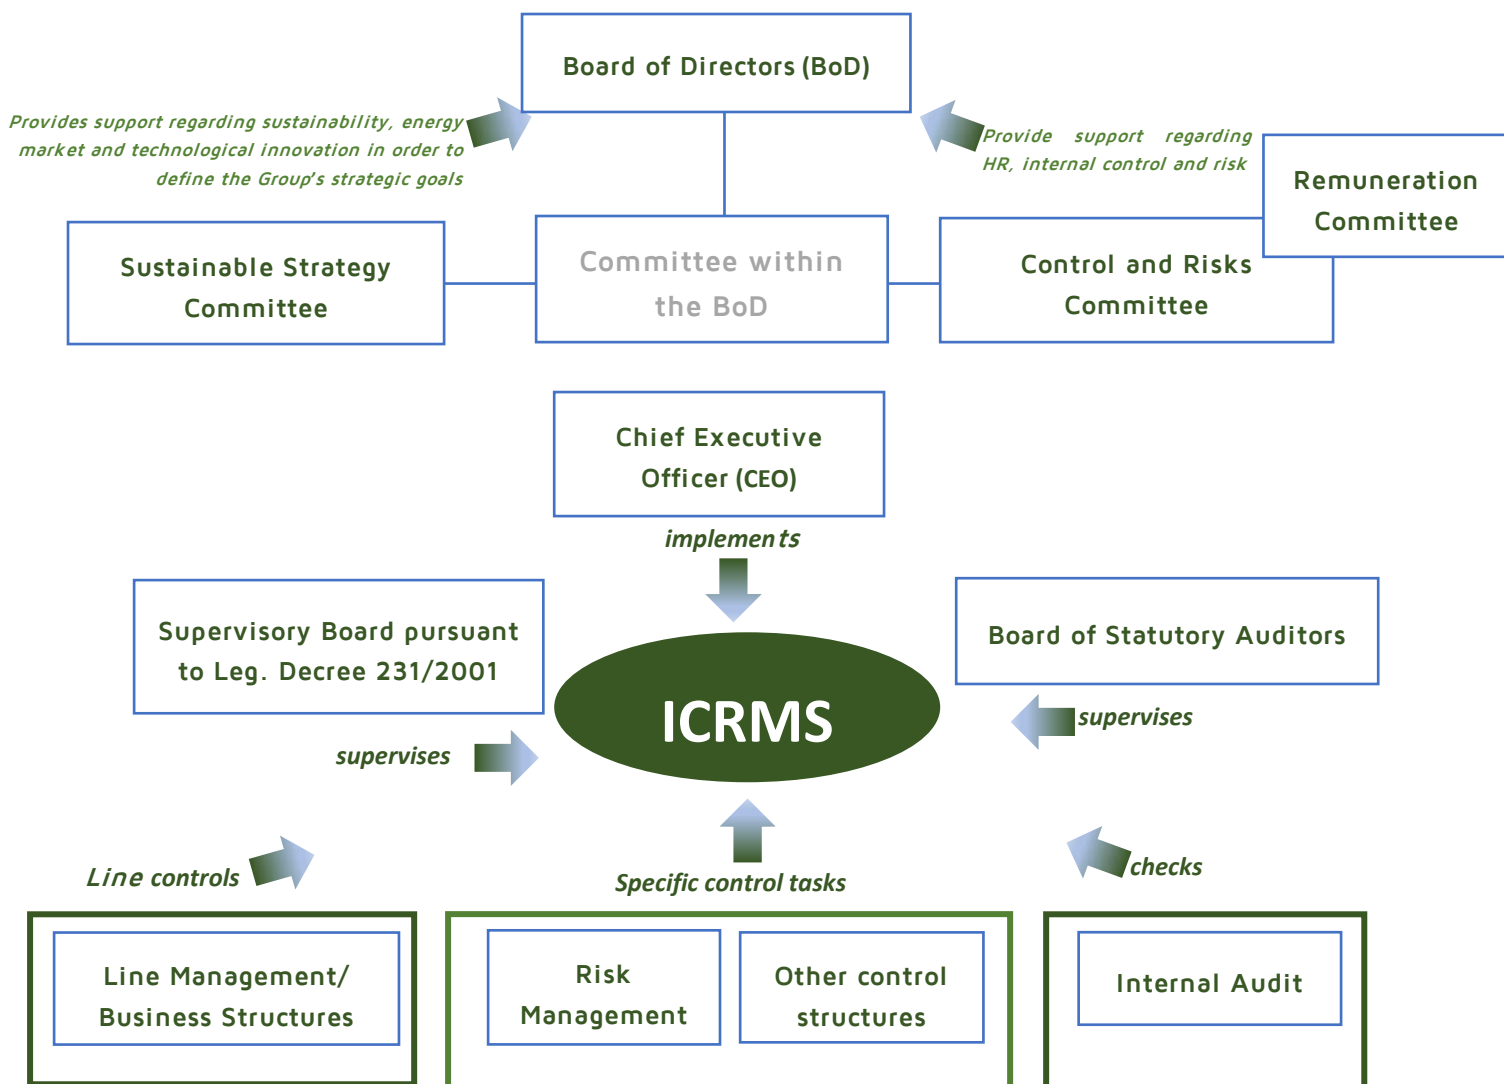 Board of Directors (BoD)
Provides support regarding sustainability, energy
market and technological innovation in order to
define the Group's strategic goals
Provide support regarding
HR, internal control and risk
Remuneration
Committee
Sustainable Strategy
Committee
Committee within
the BoD
Control and Risks
Committee
Chief Executive
Officer (CEO)
implements
Supervisory Board pursuant
to Leg. Decree 231/2001
Board of Statutory Auditors
ICRMS
supervises
supervises
Line controls
Specific control tasks
checks
Line Management/
Business Structures
Risk
Management
Other control
structures
Internal Audit